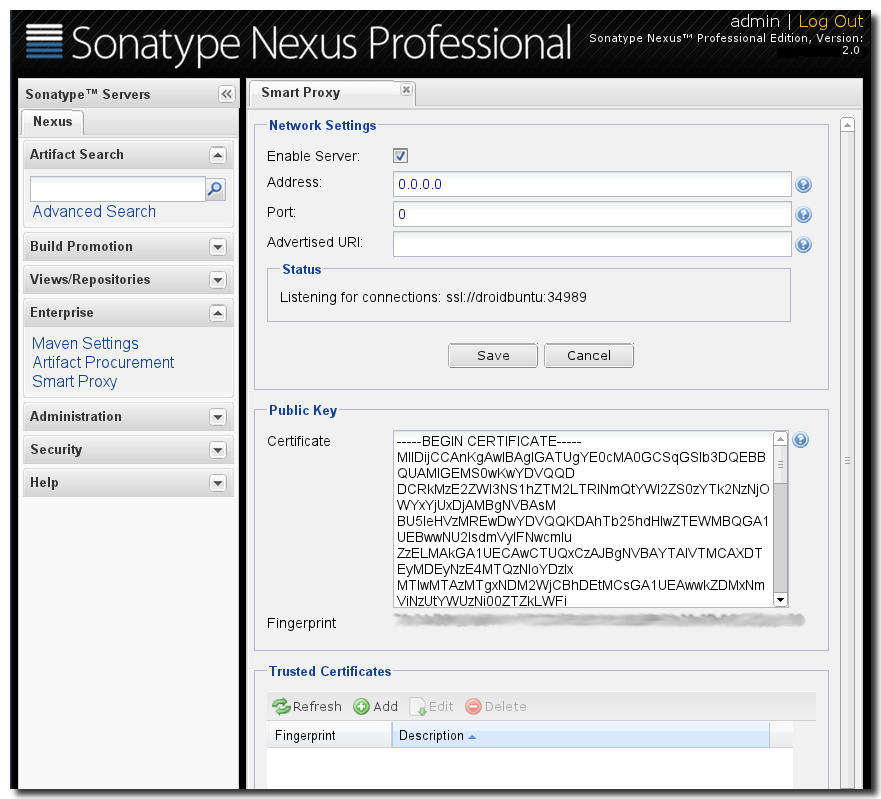 Sonatype Nexus Professional
admin | Log Out
Sonatype Nexus™ Professional Edition, Version:
2.0
Sonatype™ Servers
Nexus
Artifact Search
Advanced Search
Build Promotion
Views/Repositories
Enterprise
Maven Settings
Artifact Procurement
Smart Proxy
Administration
Security
Help
Smart Proxy
Network Settings
Enable Server:
Address: 0.0.0.0
Port: 0
Advertised URI:
Status
Listening for connections: ssl://droidbuntu:34989
Save Cancel
Public Key
Certificate
-----BEGIN CERTIFICATE-----
MIIDijCCAnKgAwIBAgIGATUgYE0cMA0GCSqGSIb3DQEBB
QUAMIGEMS0wKwYDVQQD
DCRkMzE2ZWI3NS1hZTM2LTRlNmQtYWI2ZS0zYTk2NzNjO
WYxYjUxDjAMBgNVBAsM
BU5leHVzMREwDwYDVQQKDAhTb25hdHlwZTEWMBQGA1
UEBwwNU2lsdmVyIFNwcmlu
ZzELMAkGA1UECAwCTUQxCzAJBgNVBAYTAlVTMCAXDT
EyMDEyNzE4MTQzNloYDzIx
MTIwMTAzMTgxNDM2WjCBhDEtMCsGA1UEAwwkZDMxNm
ViNzUtYWUzNi00ZTZkLWFi
Fingerprint
Trusted Certificates
Refresh Add Edit Delete
Fingerprint Description